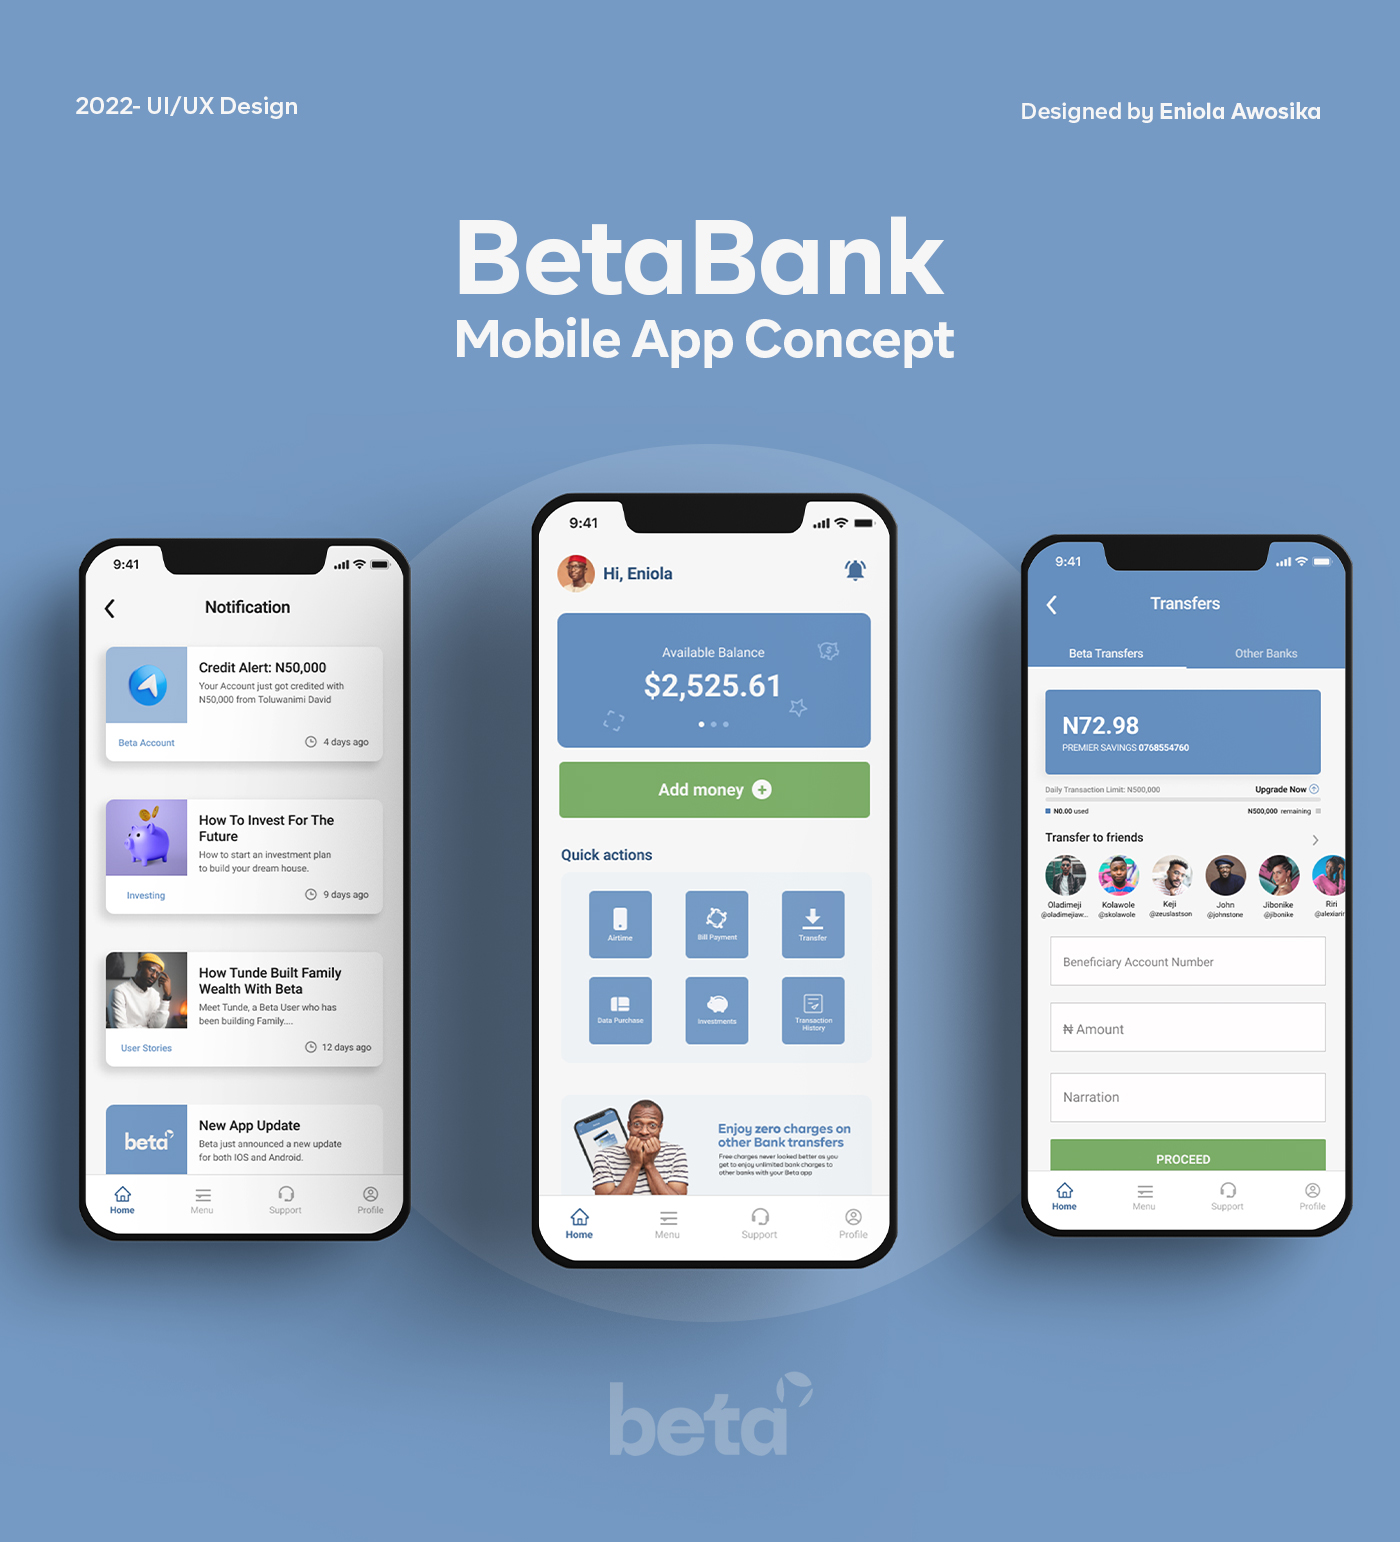 2022- UI/UX Design
Designed by Eniola Awosika
BetaBank
Mobile App Concept
9:41
Notification
Credit Alert: N50,000
Your Account just got credited with
N50,000 from Toluwanimi David
Beta Account
4 days ago
How To Invest For The
Future
How to start an investment plan
to build your dream house.
Investing
9 days ago
How Tunde Built Family
Wealth With Beta
Meet Tunde, a Beta User who has
been building Family....
User Stories
12 days ago
beta
New App Update
Beta just announced a new update
for both IOS and Android.
Home
Menu
Support
Profile
9:41
Hi, Eniola
Available Balance
$2,525.61
Add money
Quick actions
Airtime
Bill Payment
Transfer
Data Purchase
Investments
Transaction
History
Enjoy zero charges on
other Bank transfers
Free charges never looked better as you
get to enjoy unlimited bank charges to
other banks with your Beta app
Home
Menu
Support
Profile
9:41
Transfers
Beta Transfers
Other Banks
N72.98
PREMIER SAVINGS 0768554760
Daily Transaction Limit: N500,000
Upgrade Now
N0.00 used
N500,000 remaining
Transfer to friends
Oladimeji
@oladimejiaw...
Kolawole
@skolawole
Keji
@zeuslastson
John
@johnstone
Jibonike
@jibonike
Riri
@alexiarir
Beneficiary Account Number
₦ Amount
Narration
PROCEED
Home
Menu
Support
Profile
beta